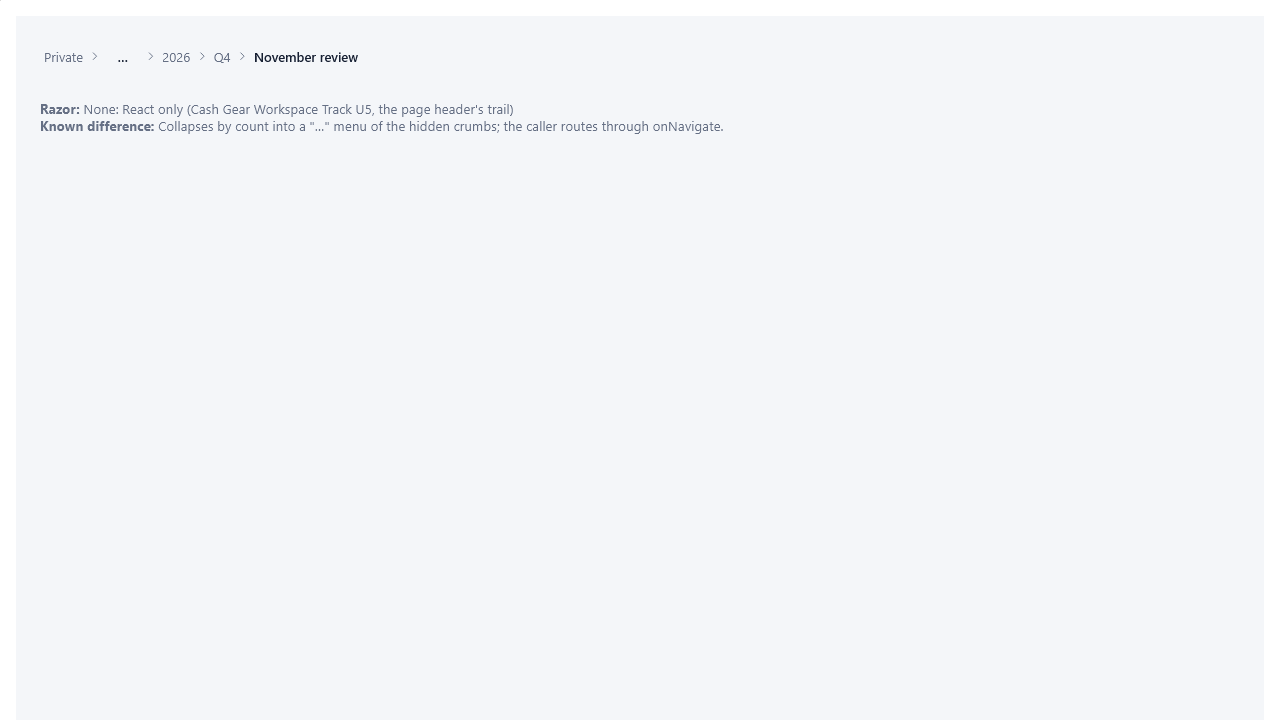 Private > ... > 2026 > Q4 > November review
Razor: None: React only (Cash Gear Workspace Track U5, the page header's trail)
Known difference: Collapses by count into a "…" menu of the hidden crumbs; the caller routes through onNavigate.